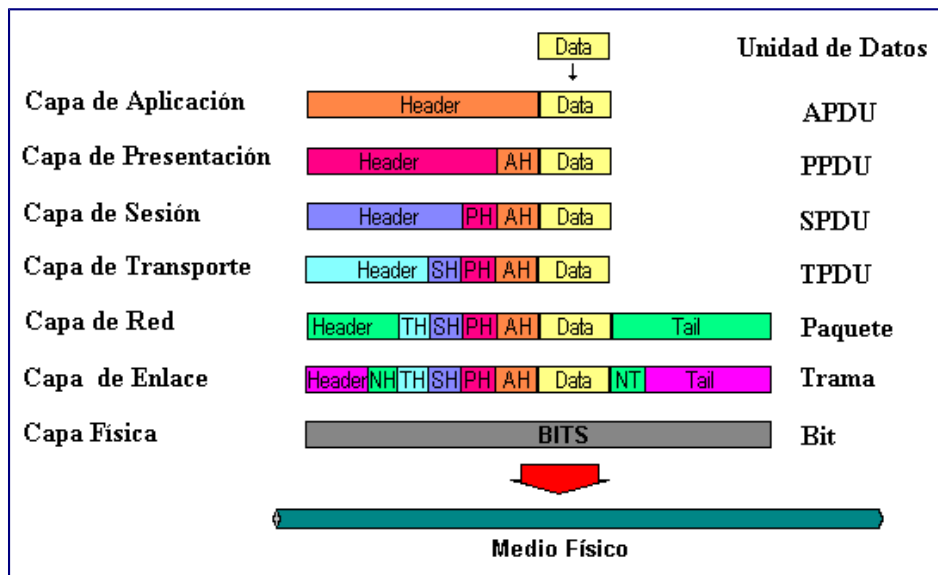 Data Unidad de Datos
Capa de Aplicación Header Data APDU
Capa de Presentación Header AH Data PPDU
Capa de Sesión Header PH AH Data SPDU
Capa de Transporte Header SH PH AH Data TPDU
Capa de Red Header TH SH PH AH Data Tail Paquete
Capa de Enlace Header NH TH SH PH AH Data NT Tail Trama
Capa Física BITS Bit
Medio Físico